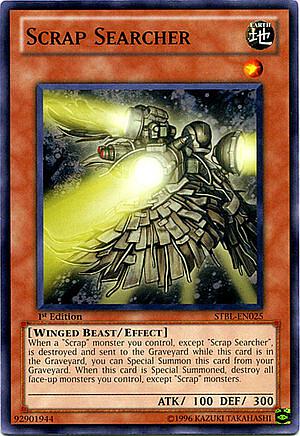 SCRAP SEARCHER
EARTH
地
1st Edition
STBL-EN025
[WINGED BEAST/EFFECT]
When a "Scrap" monster you control, except "Scrap Searcher",
is destroyed and sent to the Graveyard while this card is in
the Graveyard, you can Special Summon this card from your
Graveyard. When this card is Special Summoned, destroy all
face-up monsters you control, except "Scrap" monsters.
ATK/ 100 DEF/ 300
92901944
©1996 KAZUKI TAKAHASHI